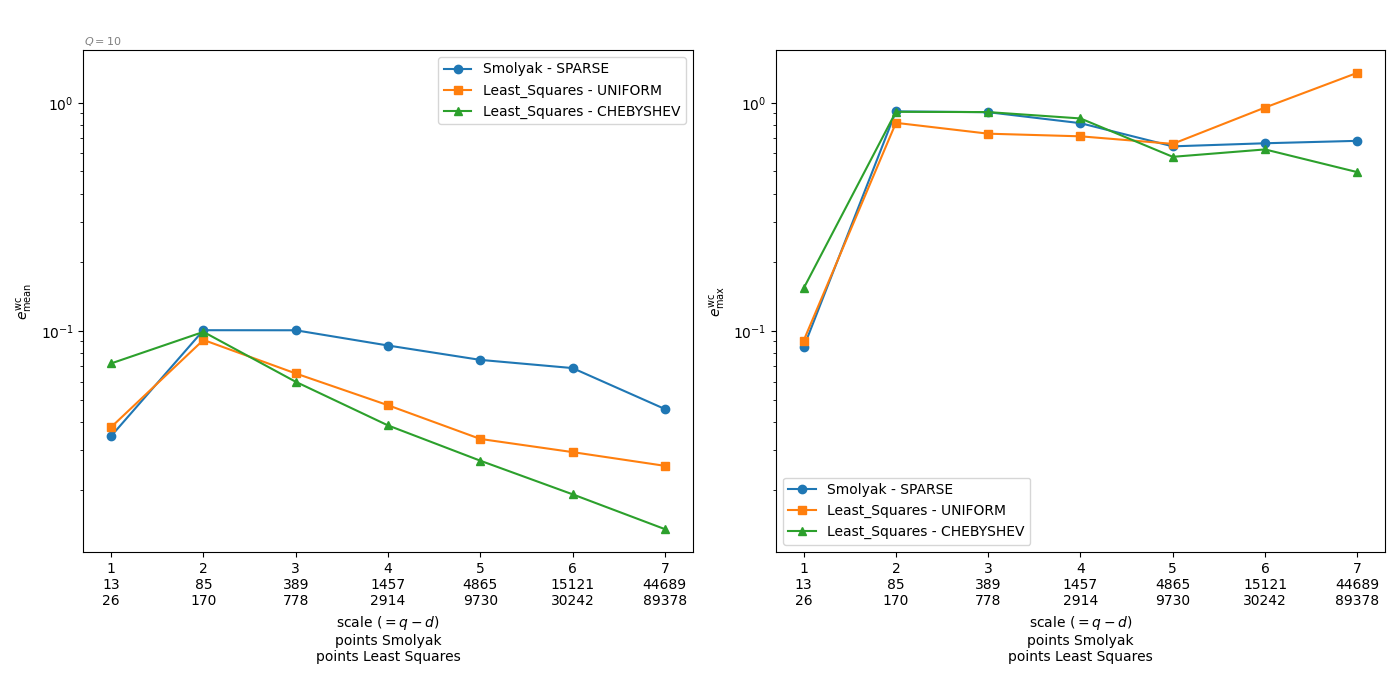 Q = 10
Smolyak - SPARSE
Least_Squares - UNIFORM
Least_Squares - CHEBYSHEV
10⁰
10⁻¹
e^wc_mean
1 2 3 4 5 6 7
13 85 389 1457 4865 15121 44689
26 170 778 2914 9730 30242 89378
scale (= q − d)
points Smolyak
points Least Squares
10⁰
10⁻¹
e^wc_max
Smolyak - SPARSE
Least_Squares - UNIFORM
Least_Squares - CHEBYSHEV
1 2 3 4 5 6 7
13 85 389 1457 4865 15121 44689
26 170 778 2914 9730 30242 89378
scale (= q − d)
points Smolyak
points Least Squares